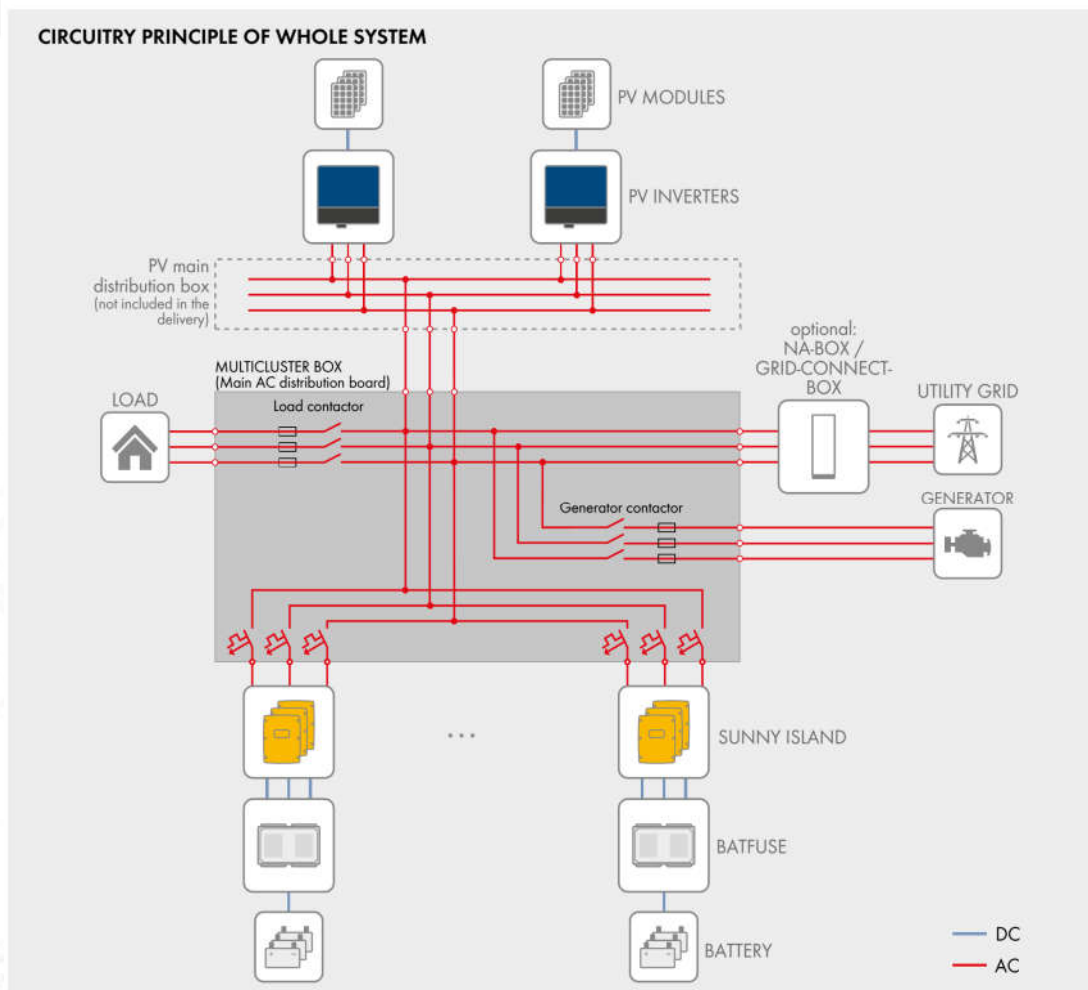 CIRCUITRY PRINCIPLE OF WHOLE SYSTEM
PV MODULES
PV INVERTERS
PV main
distribution box
(not included in the
delivery)
optional:
NA-BOX /
GRID-CONNECT-
BOX
MULTICLUSTER BOX
(Main AC distribution board)
LOAD
Load contactor
UTILITY GRID
Generator contactor
GENERATOR
...
SUNNY ISLAND
BATFUSE
BATTERY
DC
AC